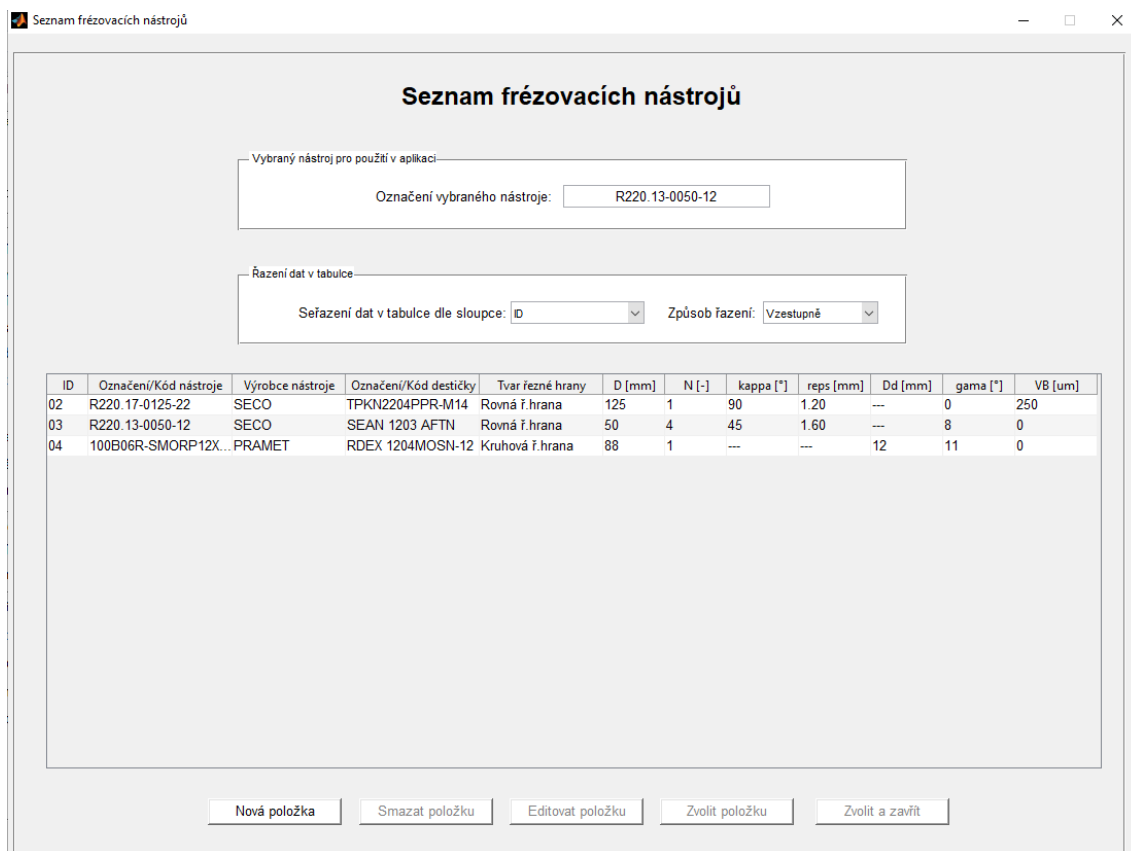 Seznam frézovacích nástrojů
Seznam frézovacích nástrojů
Vybraný nástroj pro použití v aplikaci
Označení vybraného nástroje: R220.13-0050-12
Řazení dat v tabulce
Seřazení dat v tabulce dle sloupce: ID Způsob řazení: Vzestupně
ID Označení/Kód nástroje Výrobce nástroje Označení/Kód destičky Tvar řezné hrany D [mm] N [-] kappa [°] reps [mm] Dd [mm] gama [°] VB [um]
02 R220.17-0125-22 SECO TPKN2204PPR-M14 Rovná ř.hrana 125 1 90 1.20 --- 0 250
03 R220.13-0050-12 SECO SEAN 1203 AFTN Rovná ř.hrana 50 4 45 1.60 --- 8 0
04 100B06R-SMORP12X... PRAMET RDEX 1204MOSN-12 Kruhová ř.hrana 88 1 --- --- 12 11 0
Nová položka Smazat položku Editovat položku Zvolit položku Zvolit a zavřít